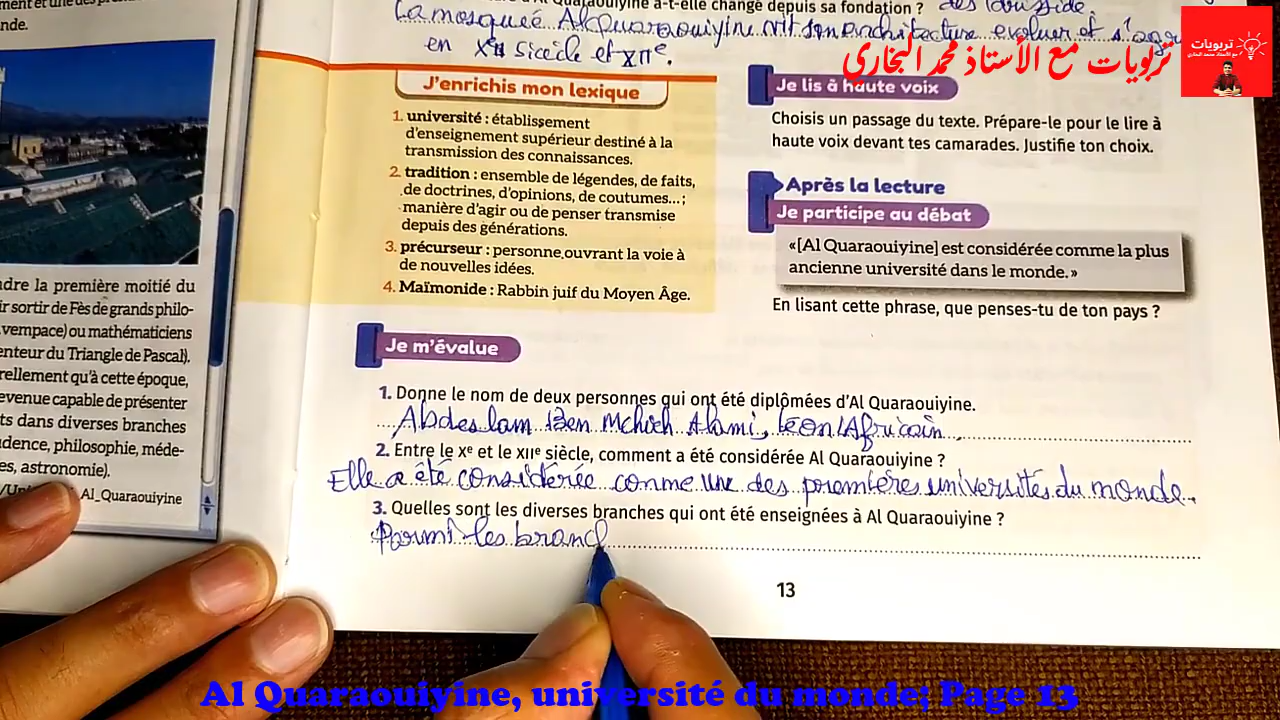 ment et une des p
nde.
Al Quaraouiyine a-t-elle changé depuis sa fondation ?
La mosquée Al Quaraouiyine vit son architecture evoluer et s'agr
en Xe siècile et XIIe.
تربويات مع الأستاذ محمد البخاري
تربويات
J'enrichis mon lexique
1. université : établissement
d'enseignement supérieur destiné à la
transmission des connaissances.
2. tradition : ensemble de légendes, de faits,
de doctrines, d'opinions, de coutumes... ;
manière d'agir ou de penser transmise
depuis des générations.
3. précurseur : personne ouvrant la voie à
de nouvelles idées.
4. Maïmonide : Rabbin juif du Moyen Âge.
Je lis à haute voix
Choisis un passage du texte. Prépare-le pour le lire à
haute voix devant tes camarades. Justifie ton choix.
Après la lecture
Je participe au débat
«[Al Quaraouiyine] est considérée comme la plus
ancienne université dans le monde.»
En lisant cette phrase, que penses-tu de ton pays ?
ndre la première moitié du
ir sortir de Fès de grands philo-
vempace) ou mathématiciens
enteur du Triangle de Pascal).
rellement qu'à cette époque,
evenue capable de présenter
ts dans diverses branches
dence, philosophie, méde-
es, astronomie).
Al_Quaraouiyine
Je m'évalue
1. Donne le nom de deux personnes qui ont été diplômées d'Al Quaraouiyine.
Abdeslam Ben Mchich Alami, Léon l'Africain.
2. Entre le Xe et le XIIe siècle, comment a été considérée Al Quaraouiyine ?
Elle a été considérée comme une des premières universités du monde.
3. Quelles sont les diverses branches qui ont été enseignées à Al Quaraouiyine ?
Parmi les branc
13
Al Quaraouiyine, université du monde; Page 13